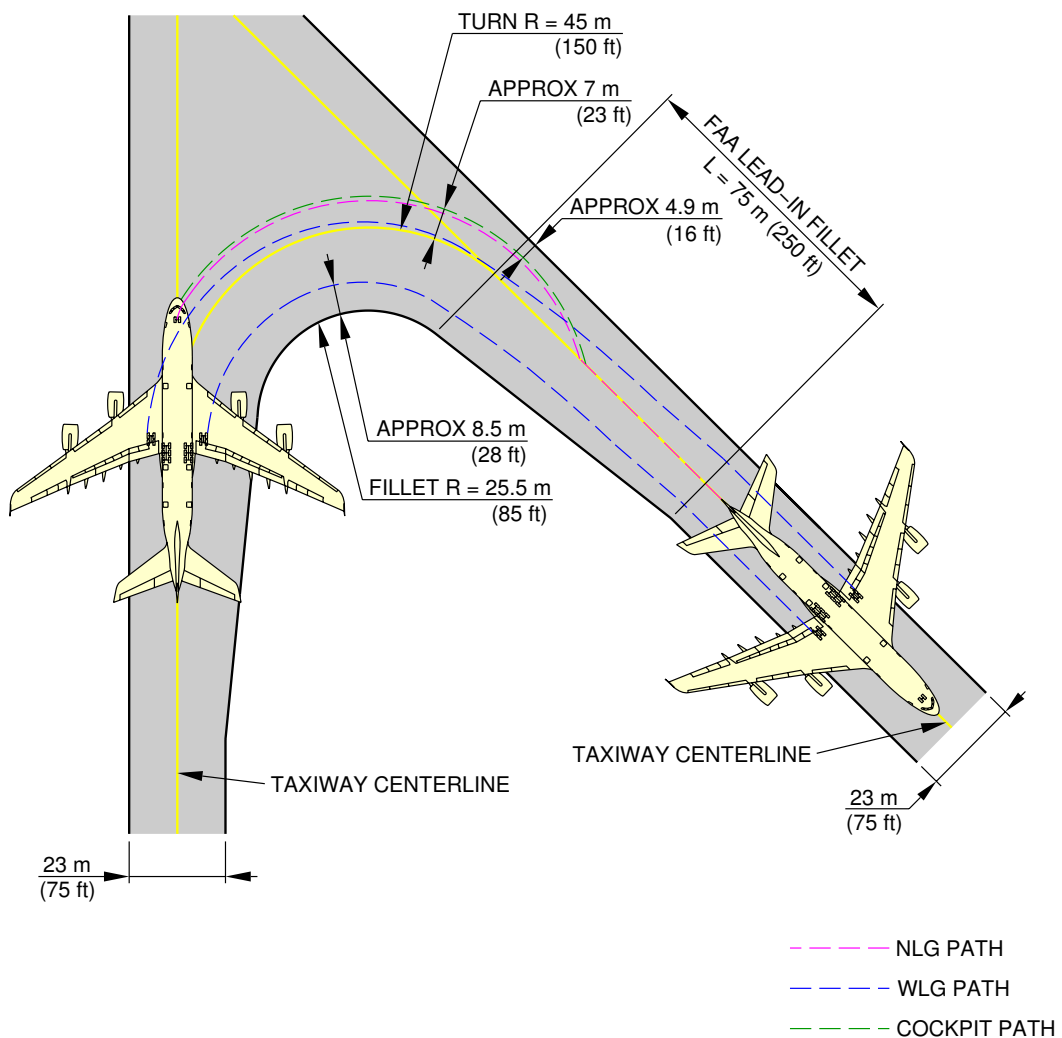 TURN R = 45 m
(150 ft)
APPROX 7 m
(23 ft)
FAA LEAD–IN FILLET
L = 75 m (250 ft)
APPROX 4.9 m
(16 ft)
APPROX 8.5 m
(28 ft)
FILLET R = 25.5 m
(85 ft)
TAXIWAY CENTERLINE
TAXIWAY CENTERLINE
23 m
(75 ft)
23 m
(75 ft)
NLG PATH
WLG PATH
COCKPIT PATH